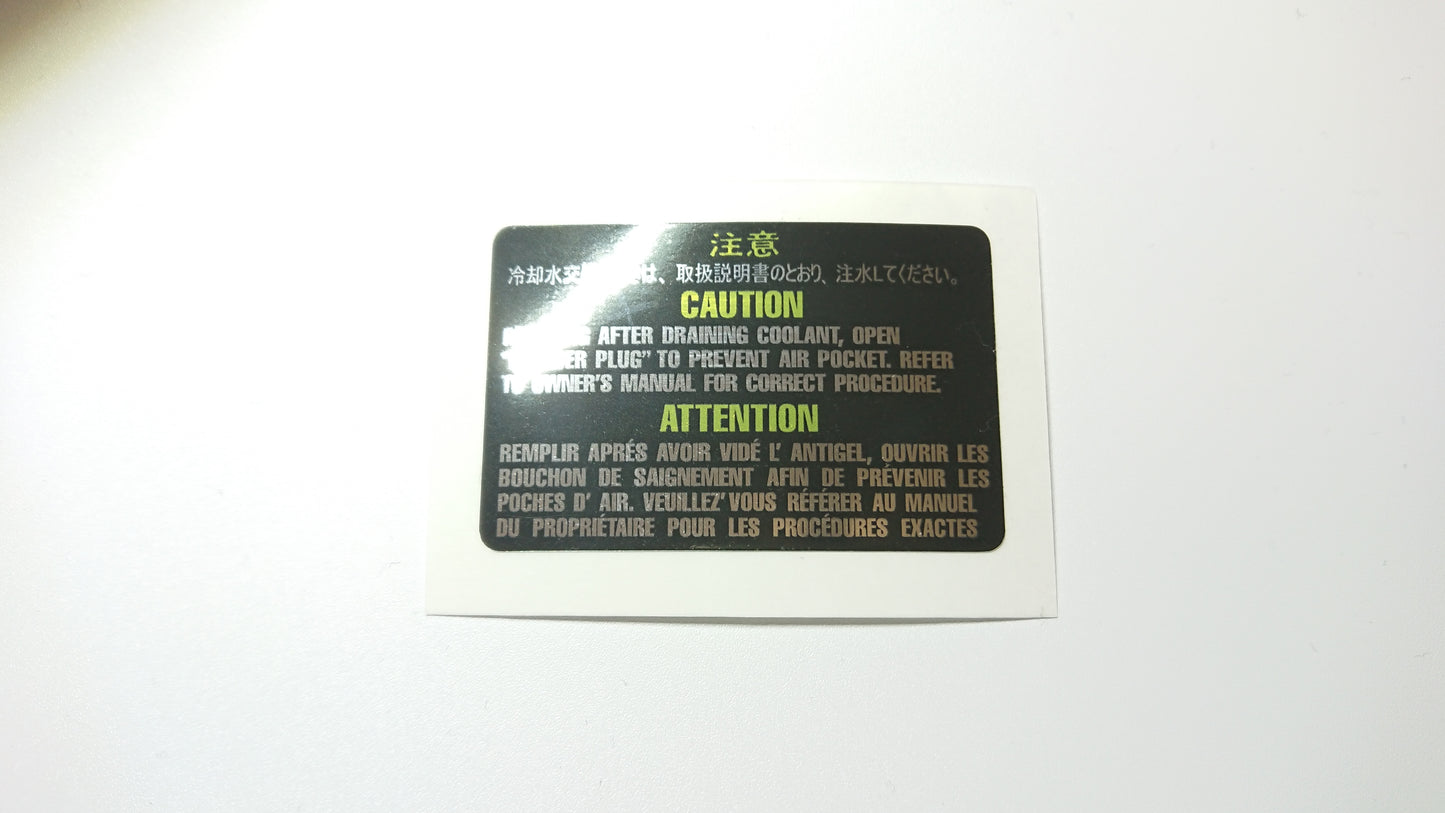 注意
冷却水交は、取扱説明書のとおり、注水してください。
CAUTION
AFTER DRAINING COOLANT, OPEN
PLUG" TO PREVENT AIR POCKET. REFER
TO OWNER'S MANUAL FOR CORRECT PROCEDURE.
ATTENTION
REMPLIR APRÉS AVOIR VIDÉ L' ANTIGEL, OUVRIR LES
BOUCHON DE SAIGNEMENT AFIN DE PRÉVENIR LES
POCHES D' AIR. VEUILLEZ'VOUS RÉFÉRER AU MANUEL
DU PROPRIÉTAIRE POUR LES PROCÉDURES EXACTES